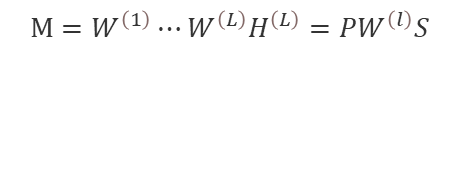 M = W^{(1)} ⋯ W^{(L)} H^{(L)} = PW^{(l)}S